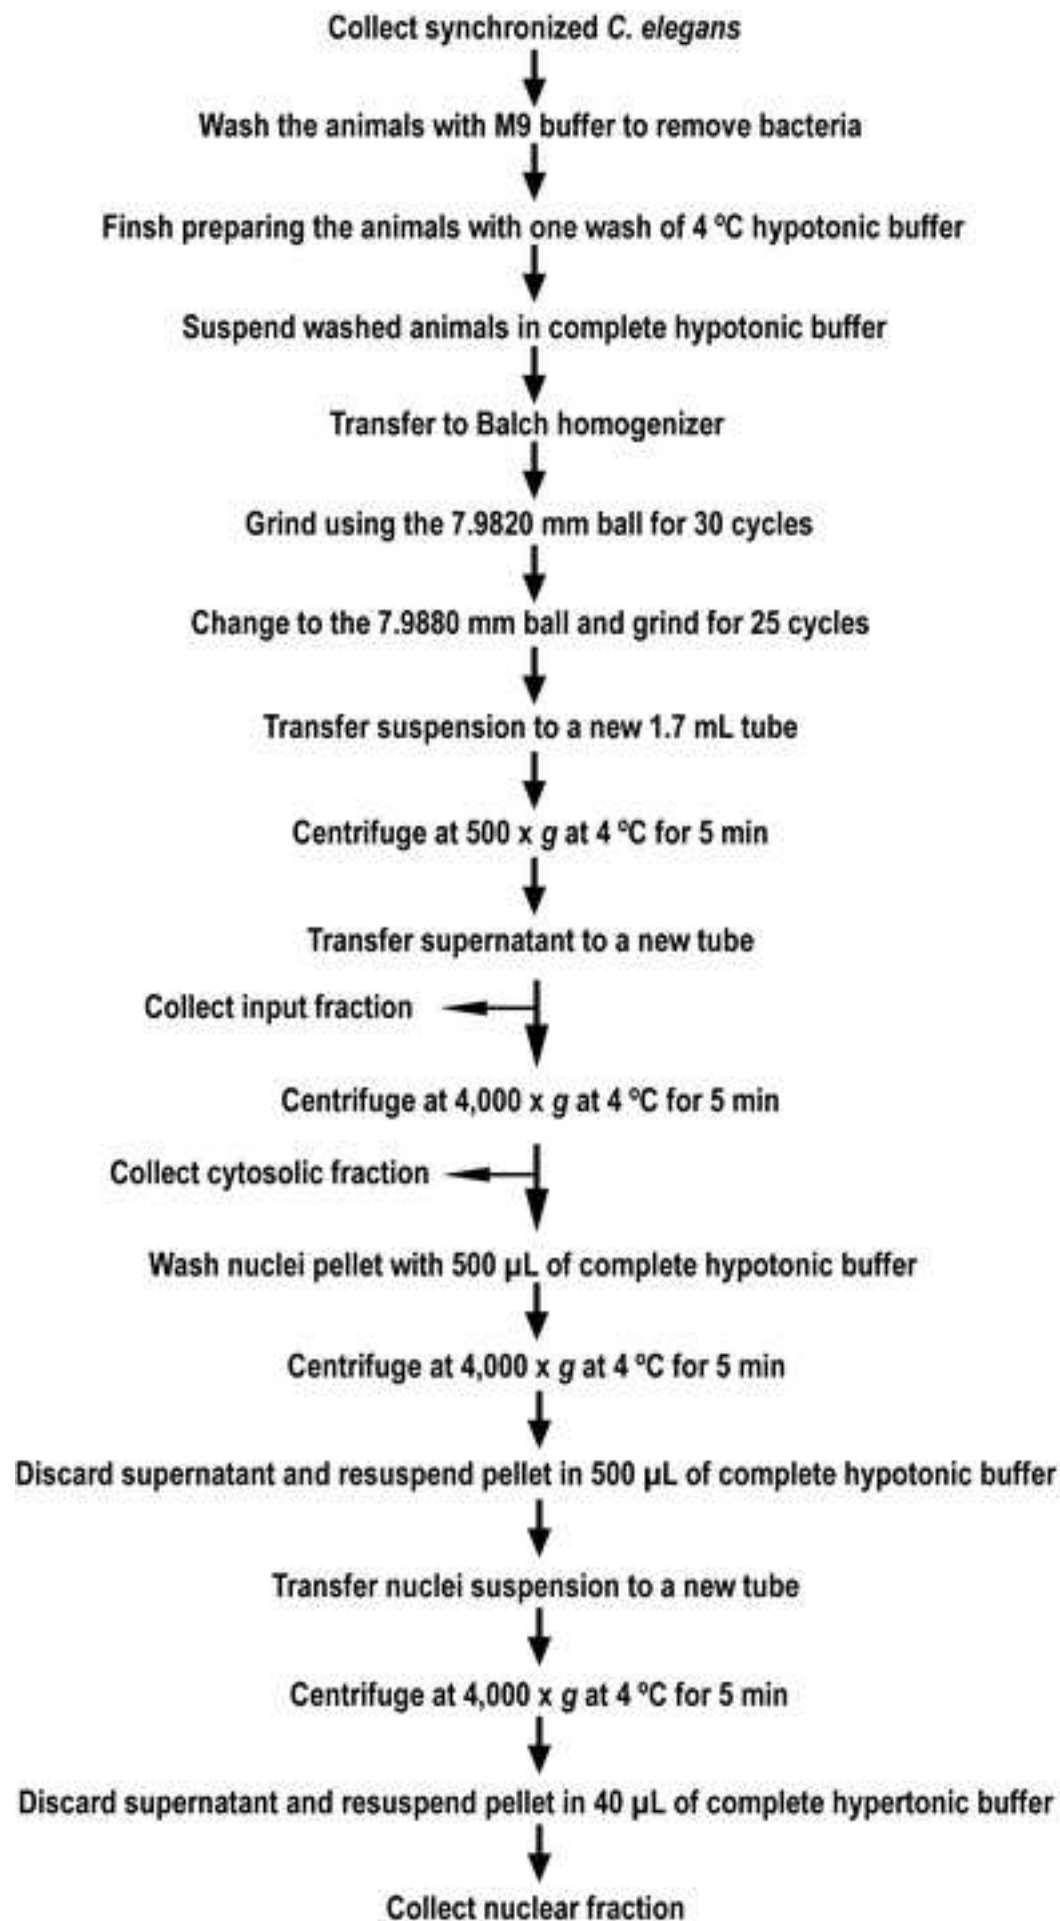 Collect synchronized C. elegans
Wash the animals with M9 buffer to remove bacteria
Finsh preparing the animals with one wash of 4 ºC hypotonic buffer
Suspend washed animals in complete hypotonic buffer
Transfer to Balch homogenizer
Grind using the 7.9820 mm ball for 30 cycles
Change to the 7.9880 mm ball and grind for 25 cycles
Transfer suspension to a new 1.7 mL tube
Centrifuge at 500 x g at 4 ºC for 5 min
Transfer supernatant to a new tube
Collect input fraction
Centrifuge at 4,000 x g at 4 ºC for 5 min
Collect cytosolic fraction
Wash nuclei pellet with 500 µL of complete hypotonic buffer
Centrifuge at 4,000 x g at 4 ºC for 5 min
Discard supernatant and resuspend pellet in 500 µL of complete hypotonic buffer
Transfer nuclei suspension to a new tube
Centrifuge at 4,000 x g at 4 ºC for 5 min
Discard supernatant and resuspend pellet in 40 µL of complete hypertonic buffer
Collect nuclear fraction